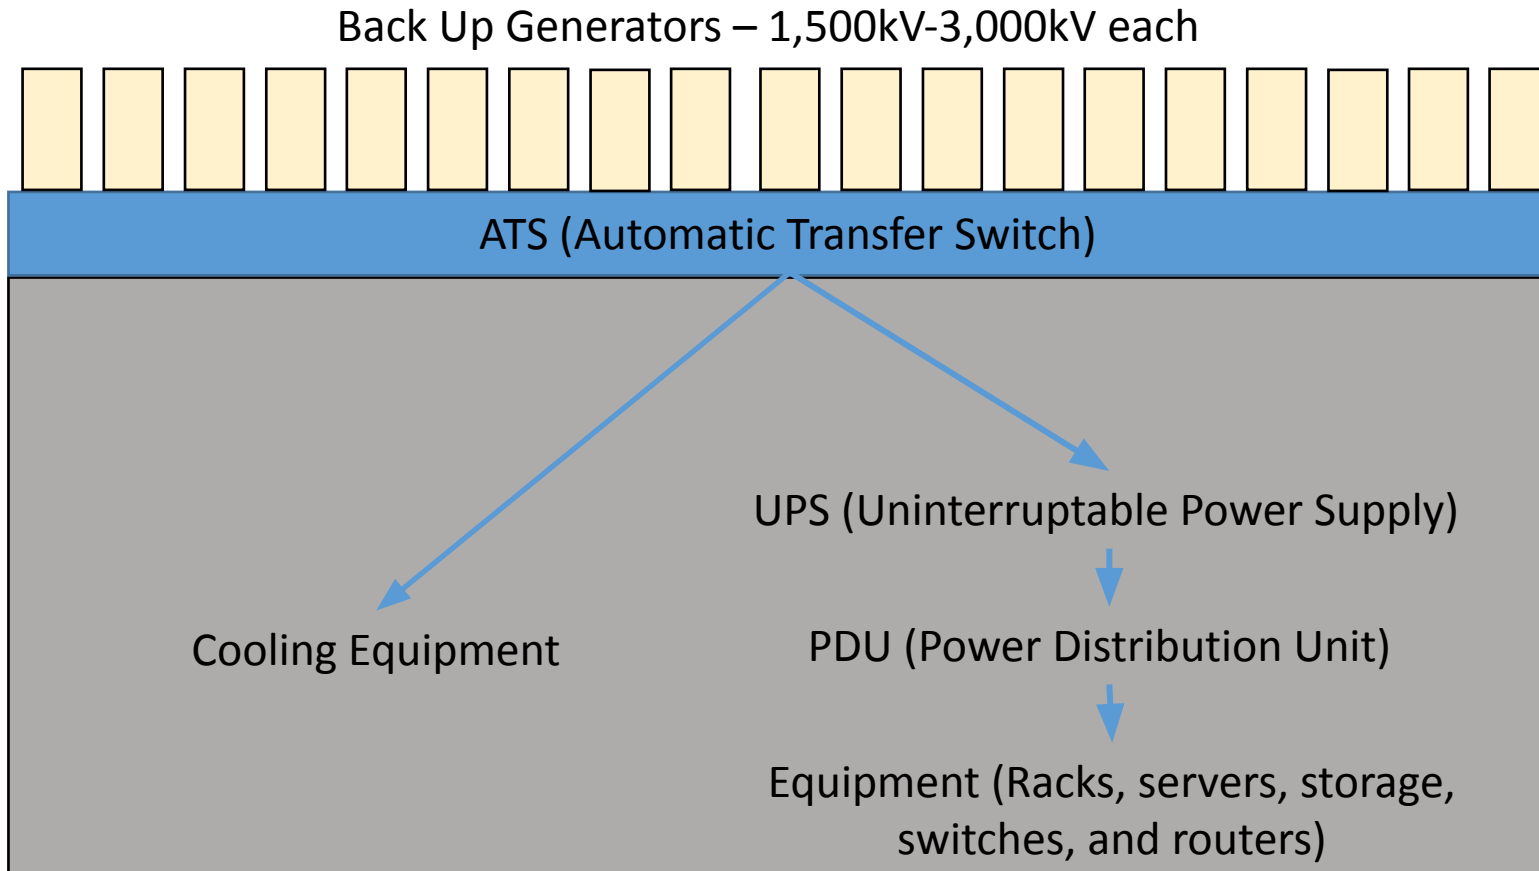 Back Up Generators – 1,500kV-3,000kV each
ATS (Automatic Transfer Switch)
UPS (Uninterruptable Power Supply)
Cooling Equipment
PDU (Power Distribution Unit)
Equipment (Racks, servers, storage,
switches, and routers)